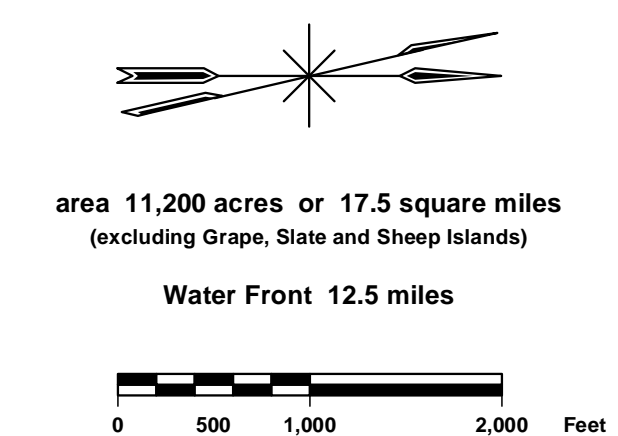 area 11,200 acres or 17.5 square miles
(excluding Grape, Slate and Sheep Islands)
Water Front 12.5 miles
0 500 1,000 2,000 Feet